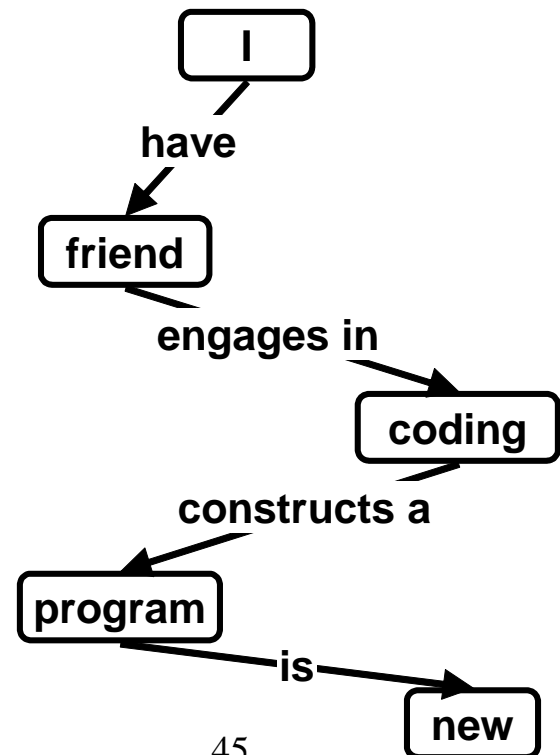 I
have
friend
engages in
coding
constructs a
program
is
new
45